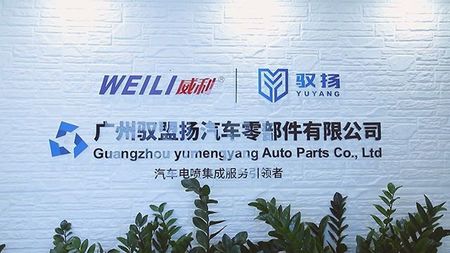 WEILI威利® 驭扬
YUYANG
广州驭盟扬汽车零部件有限公司
Guangzhou yumengyang Auto Parts Co., Ltd
汽车电喷集成服务引领者